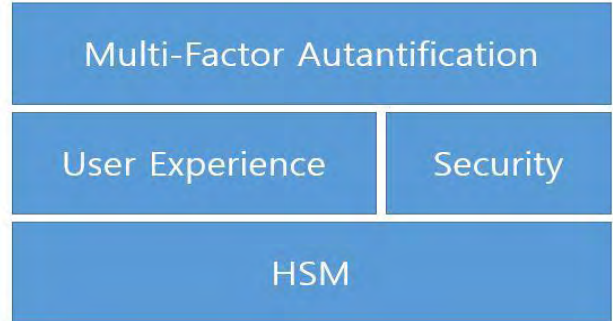 Multi-Factor Autantification
User Experience
Security
HSM